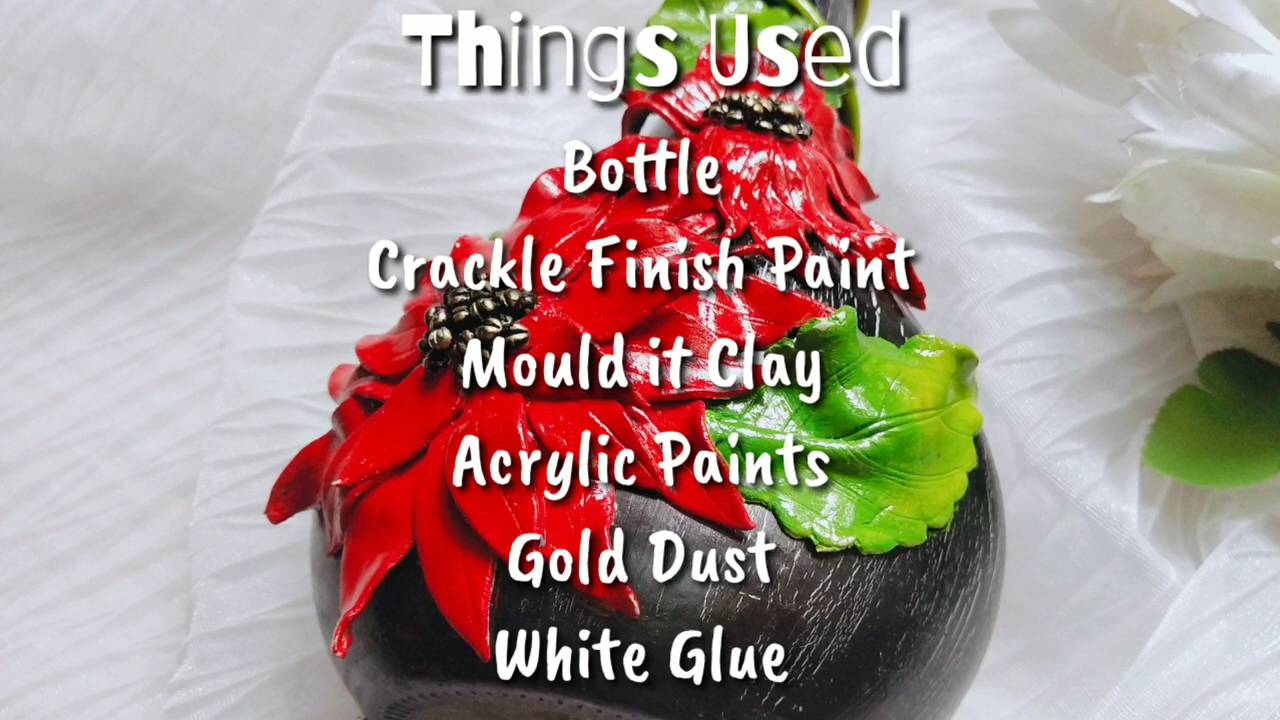 Things Used
Bottle
Crackle Finish Paint
Mould it Clay
Acrylic Paints
Gold Dust
White Glue